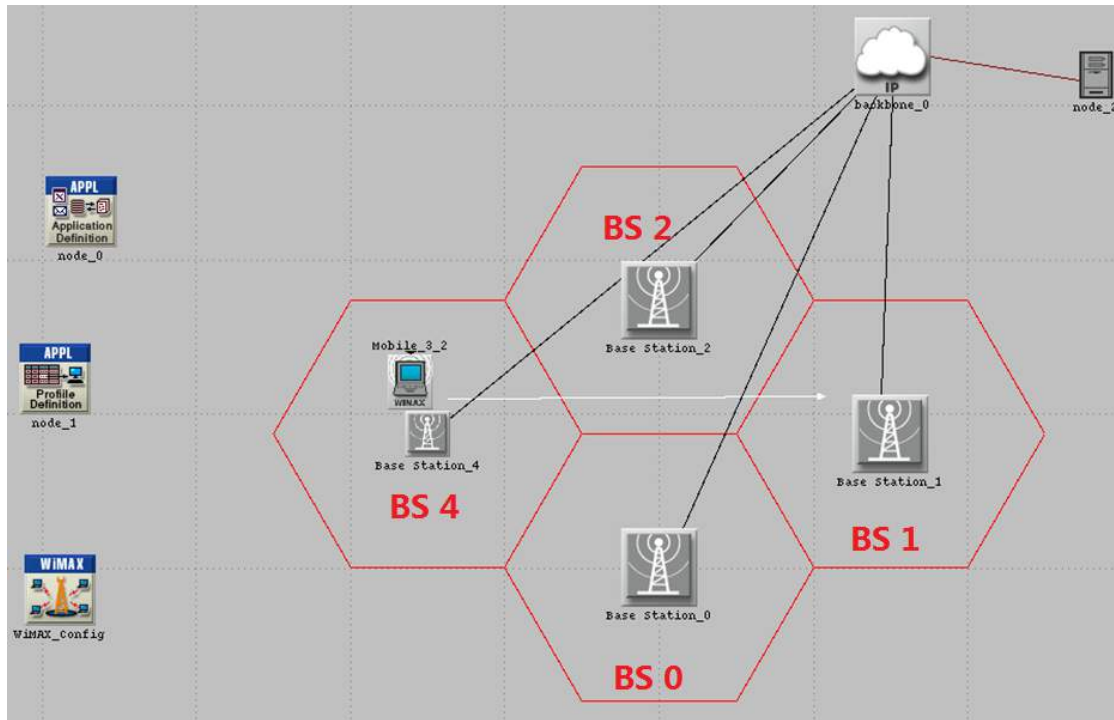 IP
backbone_0
node_2
APPL
Application
Definition
node_0
BS 2
Base Station_2
APPL
Profile
Definition
node_1
Mobile_3_2
WiMAX
Base Station_4
BS 4
Base Station_1
BS 1
WiMAX
WiMAX_Config
Base Station_0
BS 0